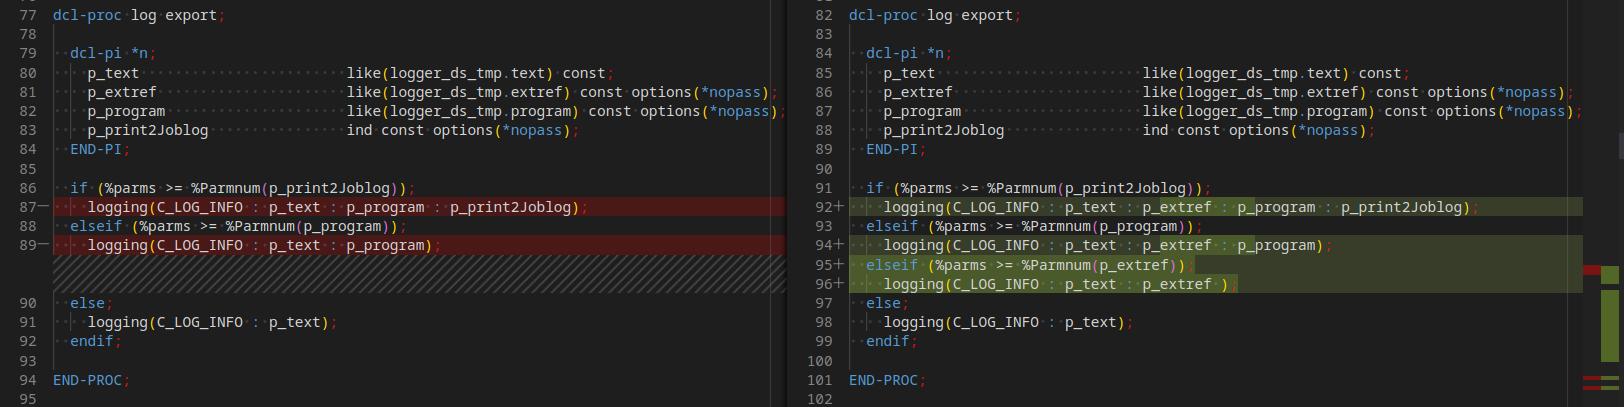 77 dcl-proc log export;
78
79 dcl-pi *n;
80 p_text like(logger_ds_tmp.text) const;
81 p_extref like(logger_ds_tmp.extref) const options(*nopass);
82 p_program like(logger_ds_tmp.program) const options(*nopass);
83 p_print2Joblog ind const options(*nopass);
84 END-PI;
85
86 if (%parms >= %Parmnum(p_print2Joblog));
87— logging(C_LOG_INFO : p_text : p_program : p_print2Joblog);
88 elseif (%parms >= %Parmnum(p_program));
89— logging(C_LOG_INFO : p_text : p_program);
90 else;
91 logging(C_LOG_INFO : p_text);
92 endif;
93
94 END-PROC;
95
82 dcl-proc log export;
83
84 dcl-pi *n;
85 p_text like(logger_ds_tmp.text) const;
86 p_extref like(logger_ds_tmp.extref) const options(*nopass);
87 p_program like(logger_ds_tmp.program) const options(*nopass);
88 p_print2Joblog ind const options(*nopass);
89 END-PI;
90
91 if (%parms >= %Parmnum(p_print2Joblog));
92+ logging(C_LOG_INFO : p_text : p_extref : p_program : p_print2Joblog);
93 elseif (%parms >= %Parmnum(p_program));
94+ logging(C_LOG_INFO : p_text : p_extref : p_program);
95+ elseif (%parms >= %Parmnum(p_extref));
96+ logging(C_LOG_INFO : p_text : p_extref );
97 else;
98 logging(C_LOG_INFO : p_text);
99 endif;
100
101 END-PROC;
102